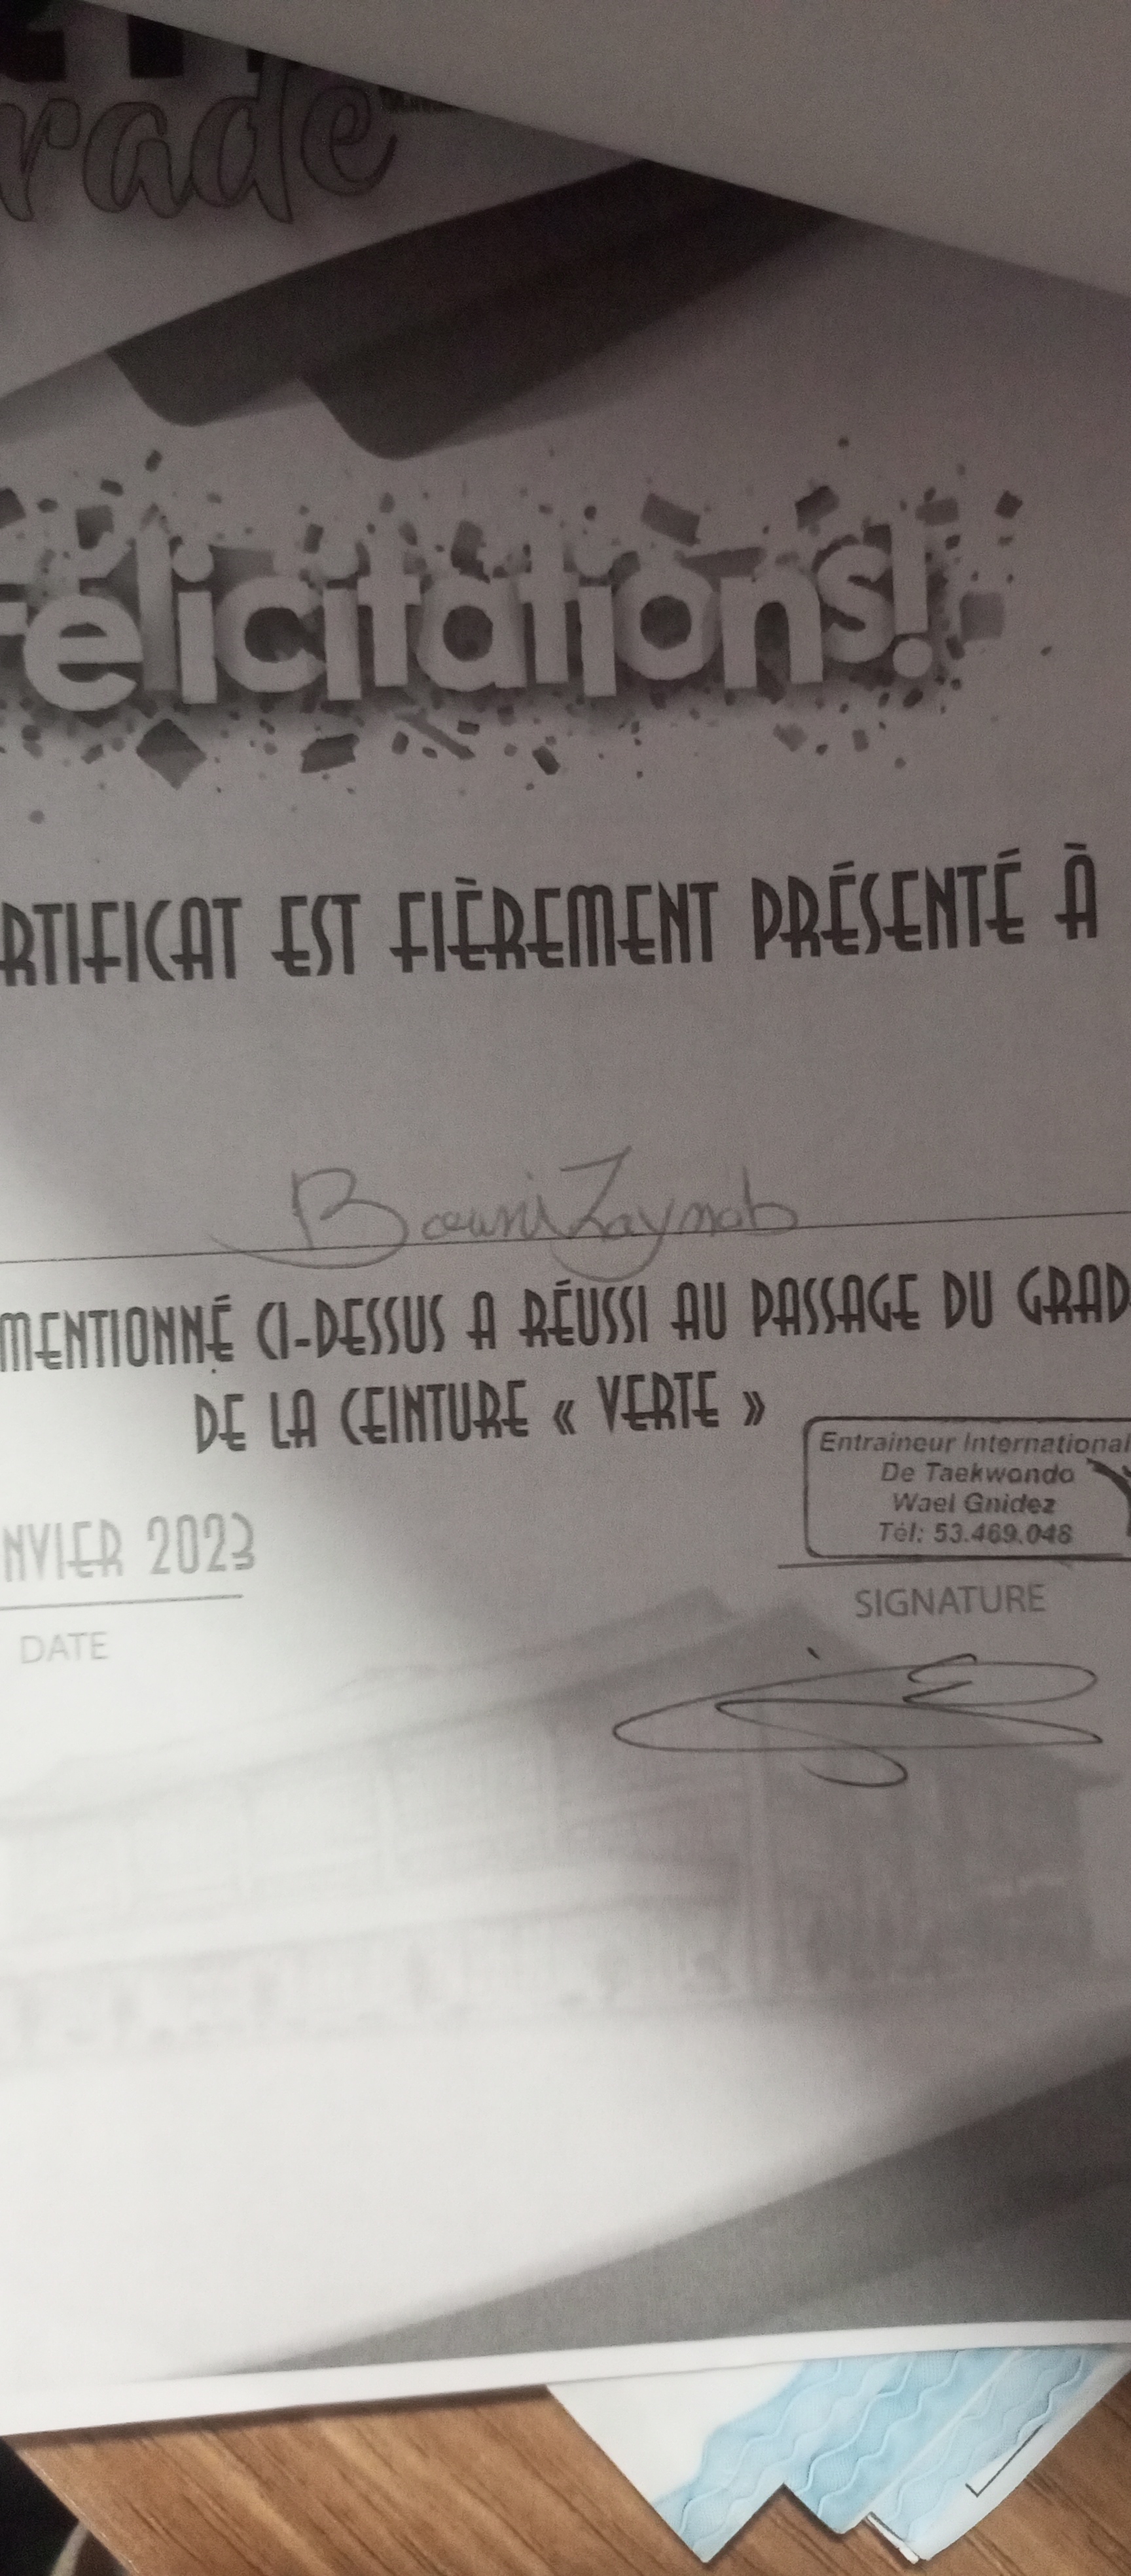 rade
Félicitations!
RTIFICAT EST FIÈREMENT PRÉSENTÉ À
Zaynab
MENTIONNÉ CI-DESSUS A RÉUSSI AU PASSAGE DU GRAD
DE LA CEINTURE « VERTE »
Entraineur International
De Taekwondo
Wael Gnidez
Tél: 53.469.048
NVIER 2023
SIGNATURE
DATE